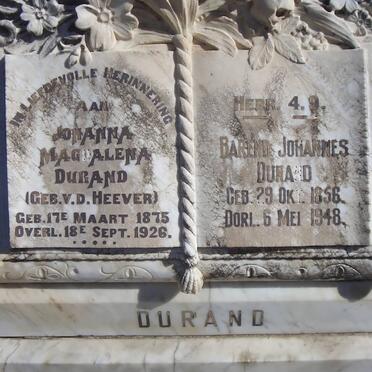 IN LIEFDEVOLLE HERINNERING
AAN
JOHANNA
MAGDALENA
DURAND
(GEB. V.D. HEEVER)
GEB. 17E MAART 1875
OVERL. 18E SEPT. 1926.
HEBR. 4. 9.
BAREND JOHANNES
DURAND
GEB. 29 OKT. 1856.
OORL. 6 MEI 1948.
DURAND